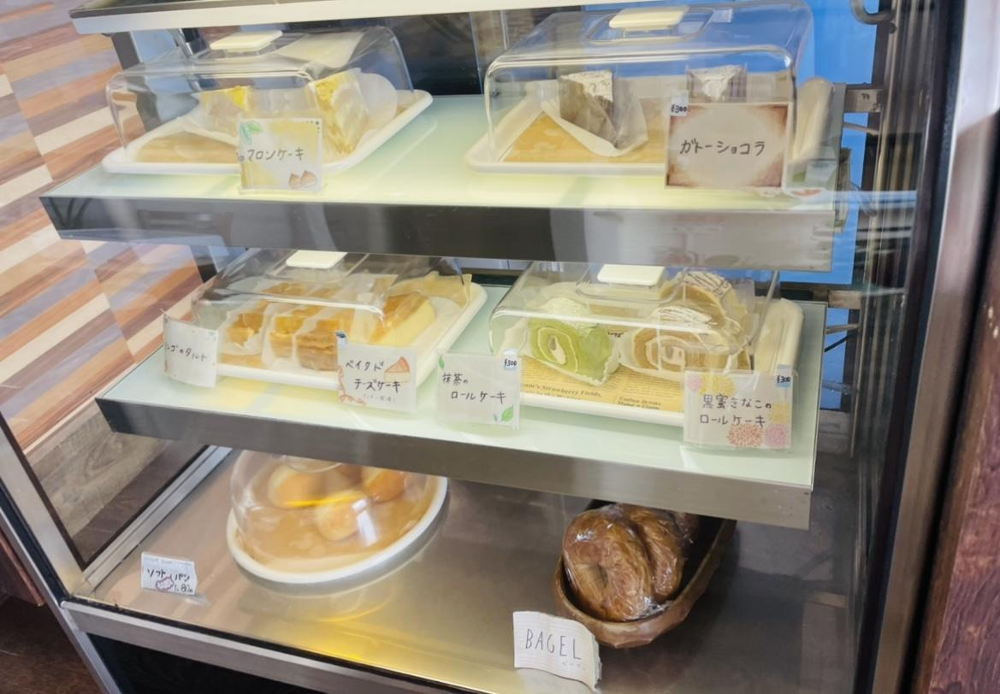 マロンケーキ
¥300
ガトーショコラ
ンゴのタルト
ベイクド
チーズケーキ
¥300
抹茶の
ロールケーキ
¥300
黒蜜きなこの
ロールケーキ
ソフトパン
BAGEL